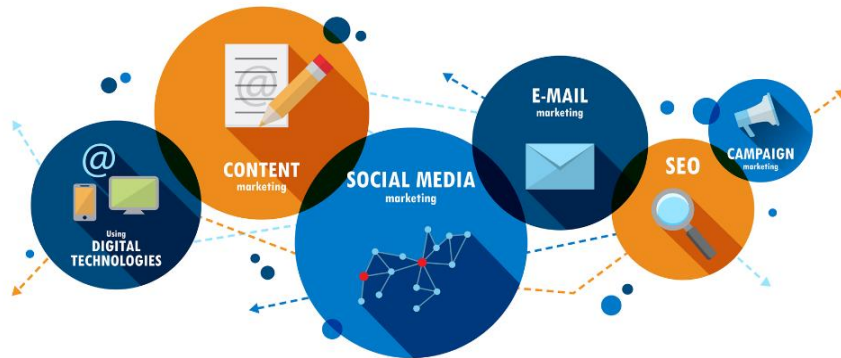 @
Using
DIGITAL
TECHNOLOGIES
@
CONTENT
marketing
SOCIAL MEDIA
marketing
E-MAIL
marketing
SEO
CAMPAIGN
marketing